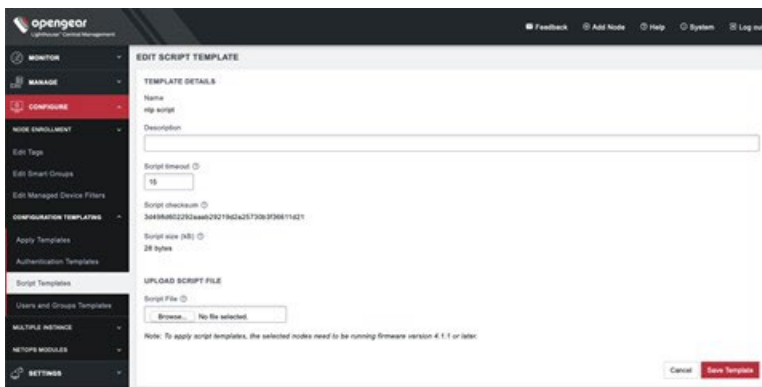 opengear
Lighthouse Central Management
Feedback
Add Node
Help
System
Log ou
MONITOR
MANAGE
CONFIGURE
NODE ENROLLMENT
Edit Tags
Edit Smart Groups
Edit Managed Device Filters
CONFIGURATION TEMPLATING
Apply Templates
Authentication Templates
Script Templates
Users and Groups Templates
MULTIPLE INSTANCE
NETOPS MODULES
SETTINGS
EDIT SCRIPT TEMPLATE
TEMPLATE DETAILS
Name
ntp script
Description
Script timeout
15
Script checksum
Script size (kB)
28 bytes
UPLOAD SCRIPT FILE
Script File
Browse... No file selected.
Note: To apply script templates, the selected nodes need to be running firmware version 4.1.1 or later.
Cancel
Save Template